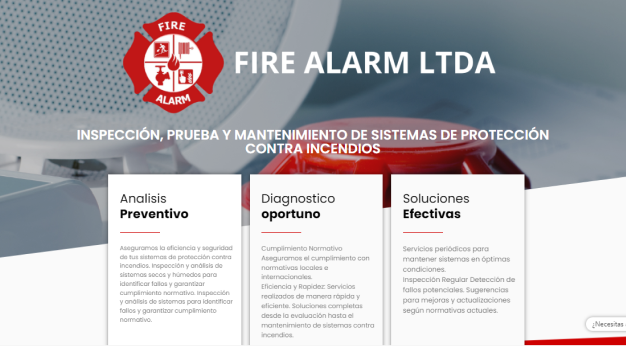 FIRE
ALARM
FIRE ALARM LTDA
INSPECCIÓN, PRUEBA Y MANTENIMIENTO DE SISTEMAS DE PROTECCIÓN
CONTRA INCENDIOS
Analisis
Preventivo
Aseguramos la eficiencia y seguridad
de tus sistemas de protección contra
incendios. Inspección y análisis de
sistemas secos y húmedos para
identificar fallos y garantizar
cumplimiento normativo. Inspección
y análisis de sistemas para identificar
fallos y garantizar cumplimiento
normativo.
Diagnostico
oportuno
Cumplimiento Normativo
Aseguramos el cumplimiento con
normativas locales e
internacionales.
Eficiencia y Rapidez: Servicios
realizados de manera rápida y
eficiente. Soluciones completas
desde la evaluación hasta el
mantenimiento de sistemas contra
incendios.
Soluciones
Efectivas
Servicios periódicos para
mantener sistemas en óptimas
condiciones.
Inspección Regular Detección de
fallos potenciales. Sugerencias
para mejoras y actualizaciones
según normativas actuales.
¿Necesitas